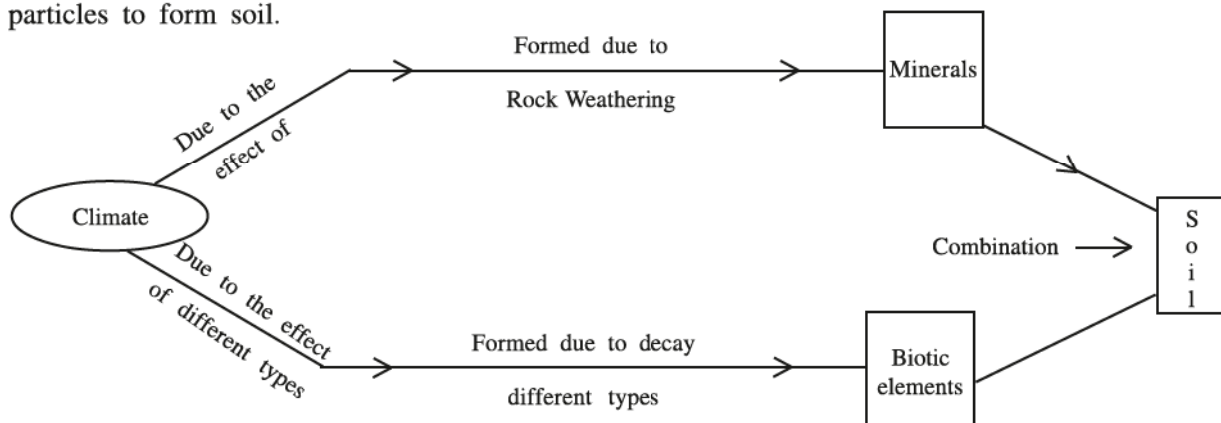 particles to form soil.
Due to the
effect of
Formed due to
Rock Weathering
Minerals
Climate
Combination
S
o
i
l
Due to the effect
of different types
Formed due to decay
different types
Biotic
elements